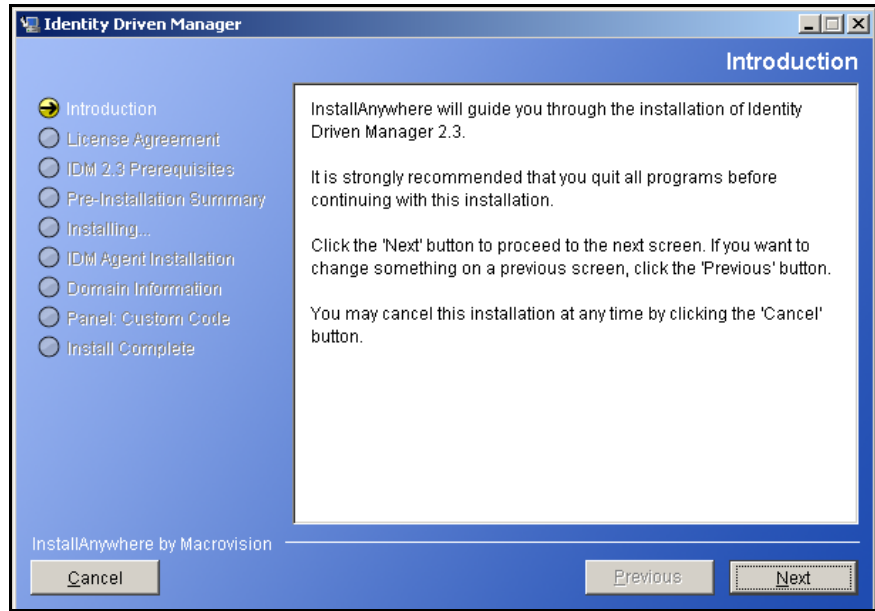 Identity Driven Manager
Introduction
Introduction
License Agreement
IDM 2.3 Prerequisites
Pre-Installation Summary
Installing...
IDM Agent Installation
Domain Information
Panel: Custom Code
Install Complete
InstallAnywhere will guide you through the installation of Identity
Driven Manager 2.3.
It is strongly recommended that you quit all programs before
continuing with this installation.
Click the 'Next' button to proceed to the next screen. If you want to
change something on a previous screen, click the 'Previous' button.
You may cancel this installation at any time by clicking the 'Cancel'
button.
InstallAnywhere by Macrovision
Cancel
Previous
Next